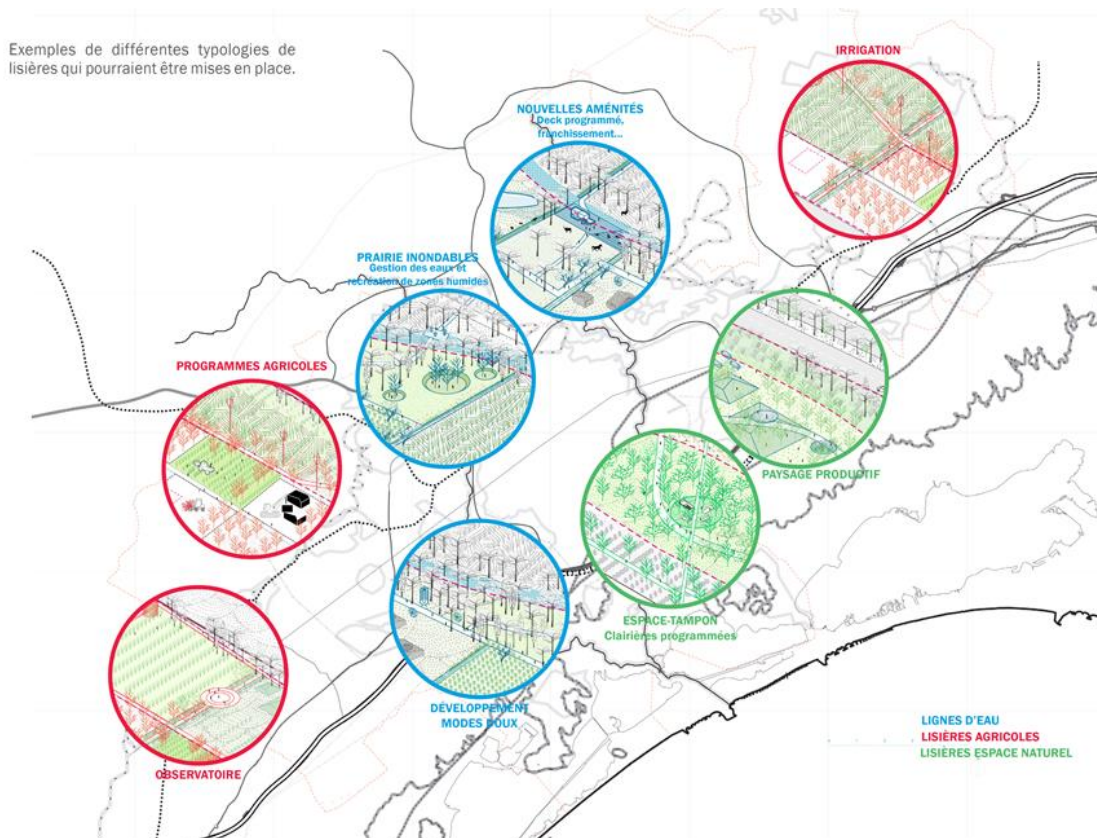 Exemples de différentes typologies de
lisières qui pourraient être mises en place.
IRRIGATION
NOUVELLES AMÉNITÉS
Deck programmé,
franchissement...
PRAIRIE INONDABLES
Gestion des eaux et
recréation de zones humides
PROGRAMMES AGRICOLES
PAYSAGE PRODUCTIF
ESPACE-TAMPON
Clairières programmées
DÉVELOPPEMENT
MODES DOUX
OBSERVATOIRE
LIGNES D'EAU
LISIÈRES AGRICOLES
LISIÈRES ESPACE NATUREL